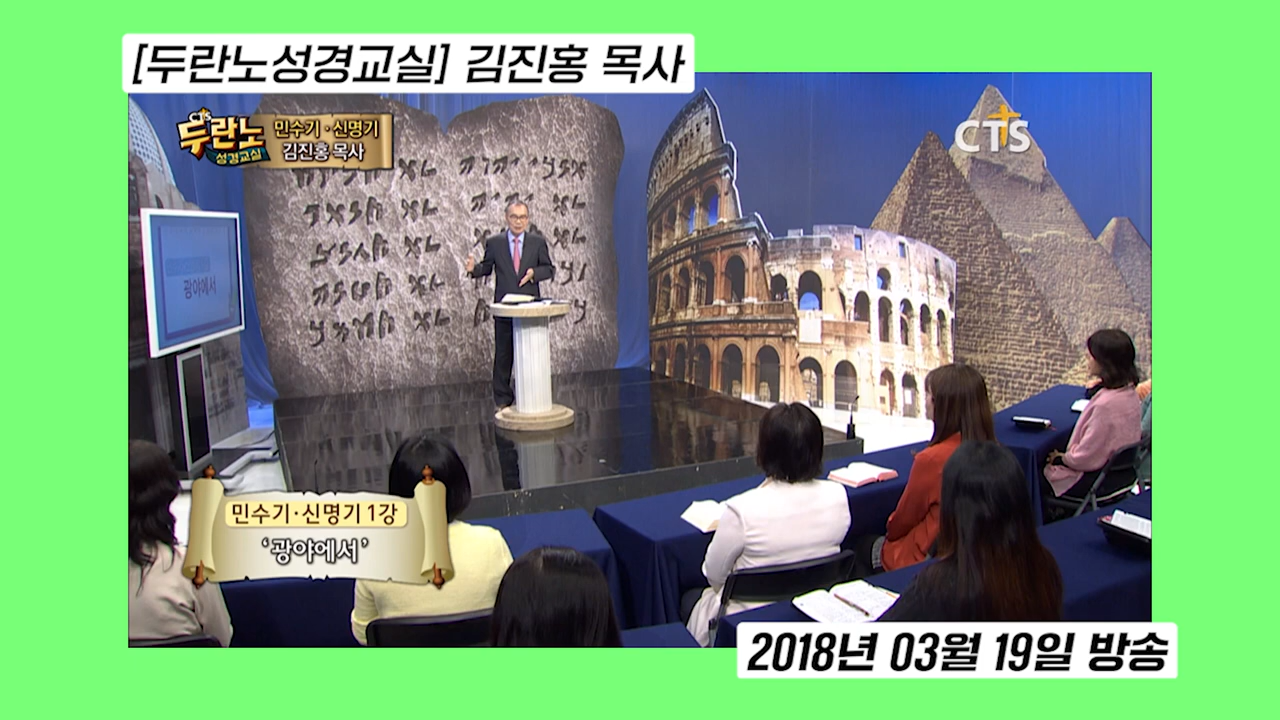 [두란노성경교실] 김진홍 목사
CTS
두란노
성경교실
민수기·신명기
김진홍 목사
CTS
광야에서
민수기·신명기 1강
‘광야에서’
2018년 03월 19일 방송